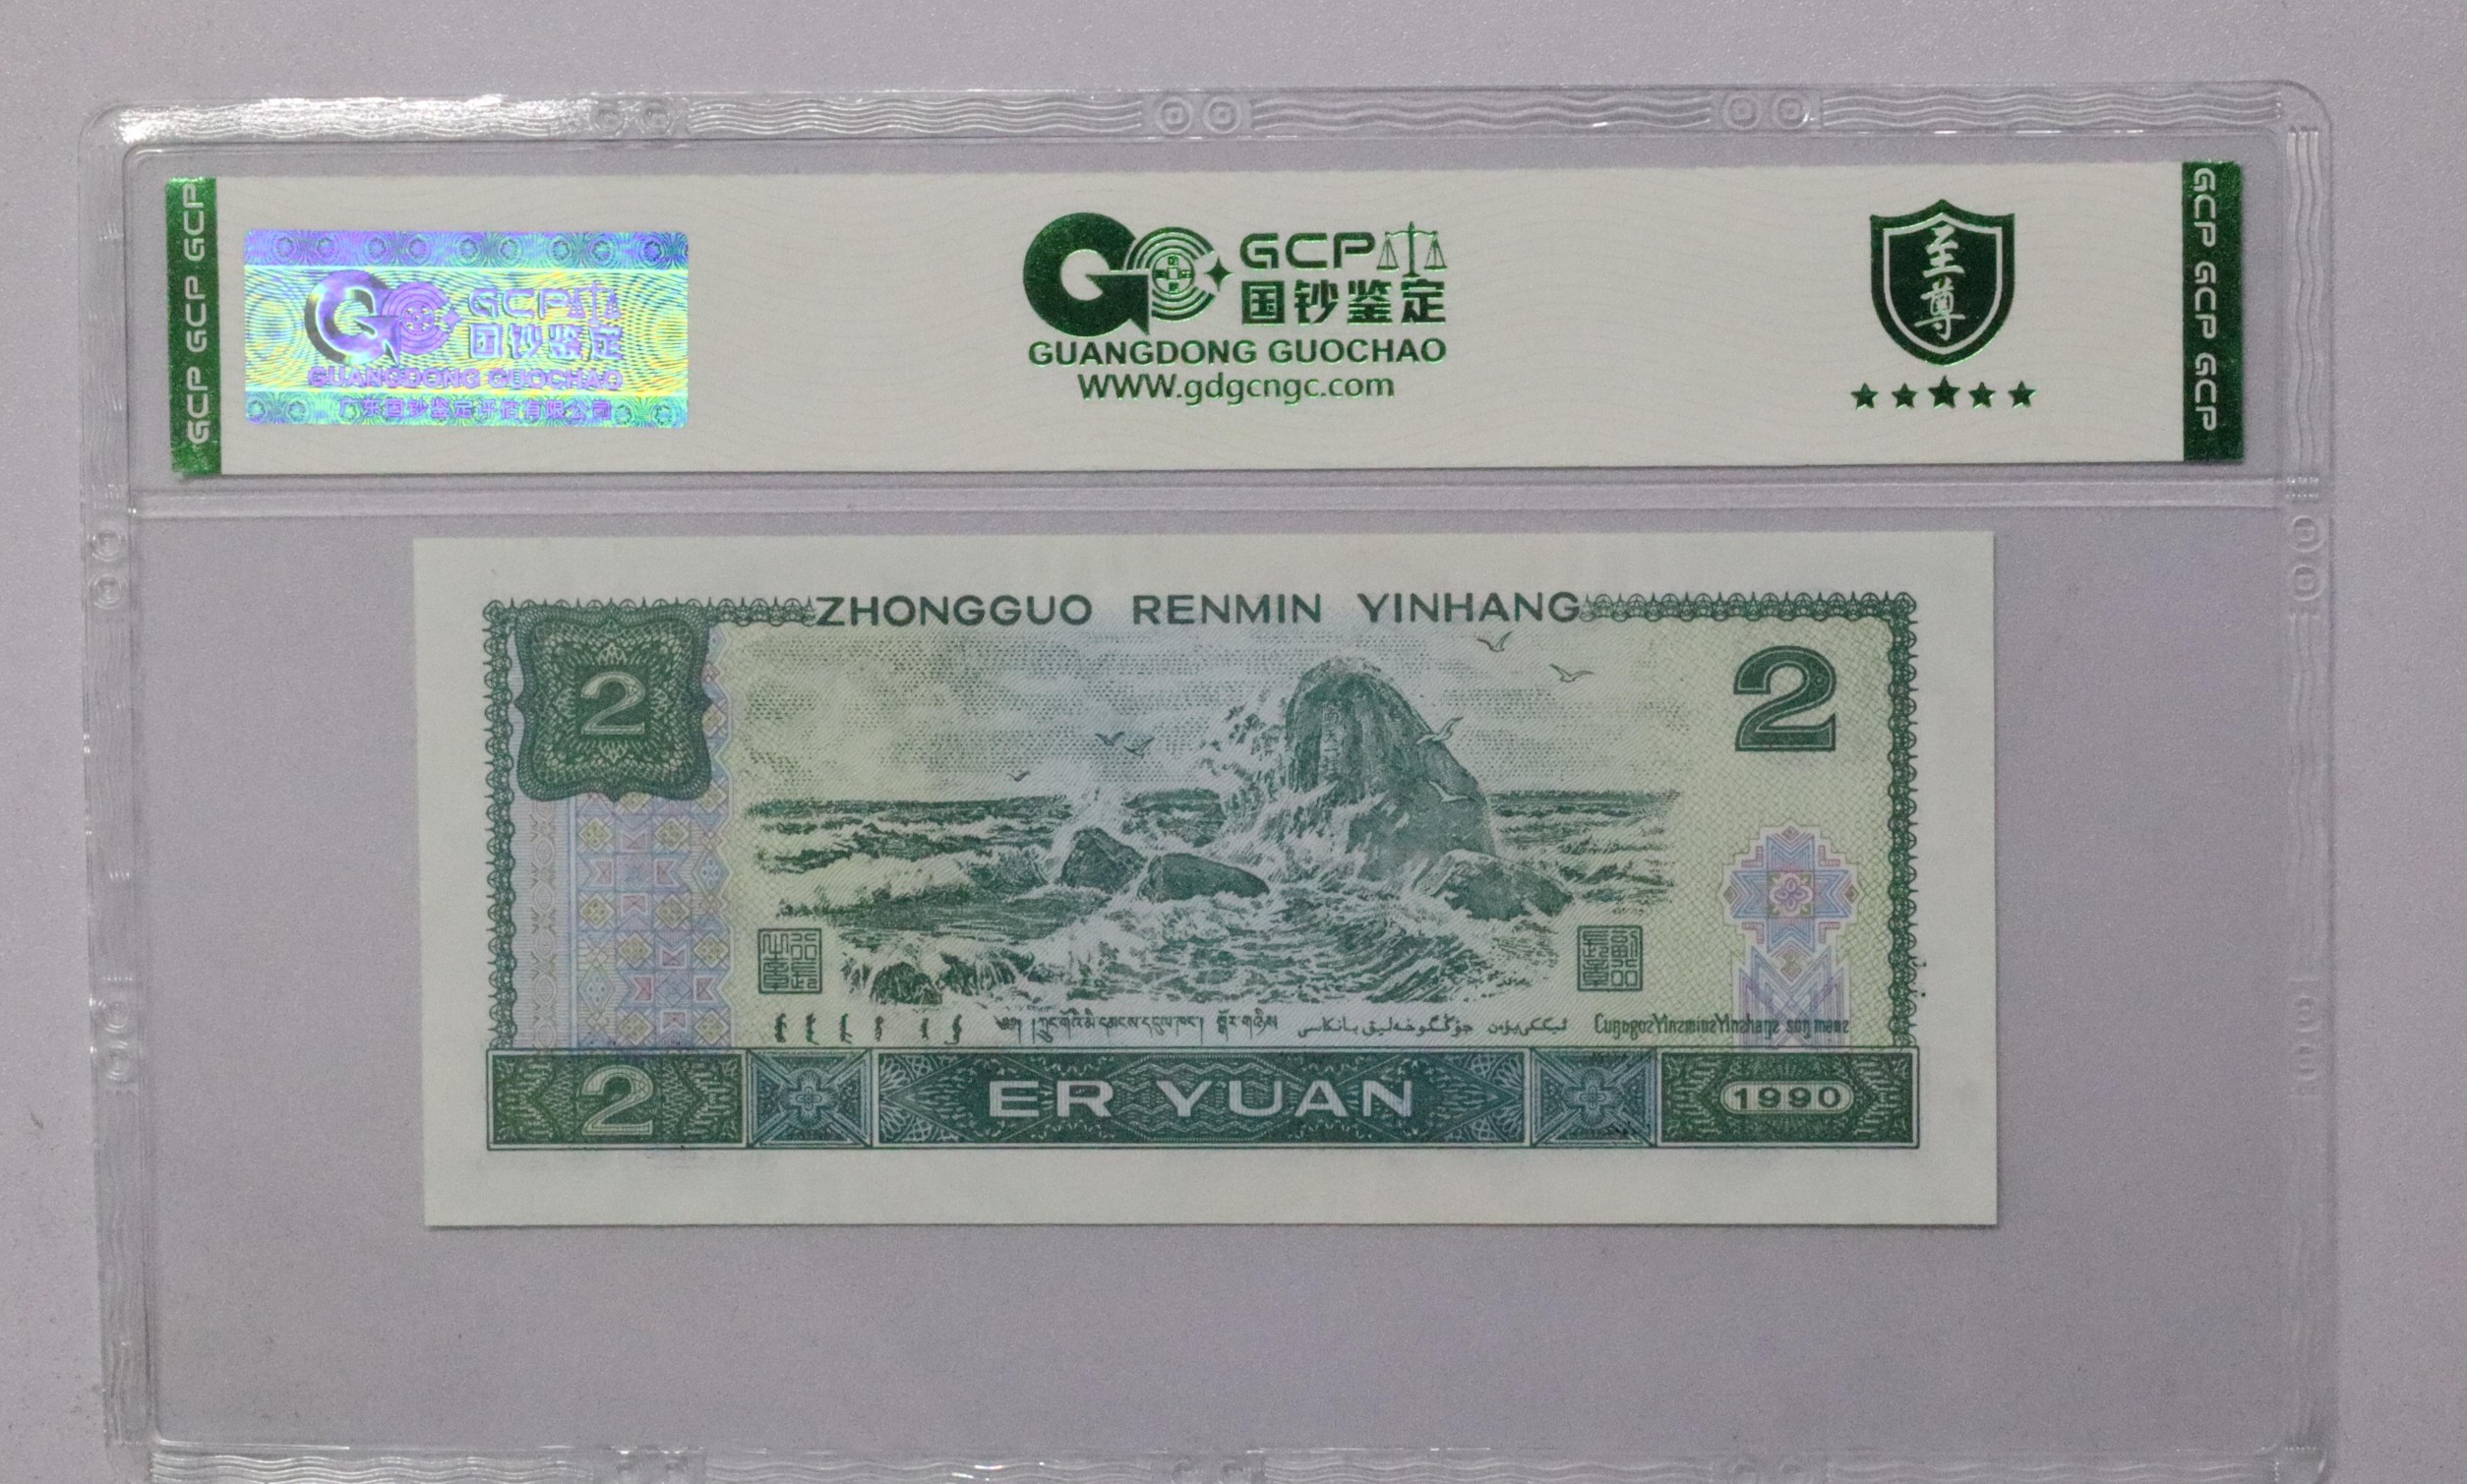 GCP GCP GCP
GCP
国钞鉴定
GUANGDONG GUOCHAO
广东国钞鉴定评估有限公司
GCP
国钞鉴定
GUANGDONG GUOCHAO
WWW.gdgcngc.com
至尊
GCP GCP GCP
ZHONGGUO RENMIN YINHANG
2
2
2
ER YUAN
1990